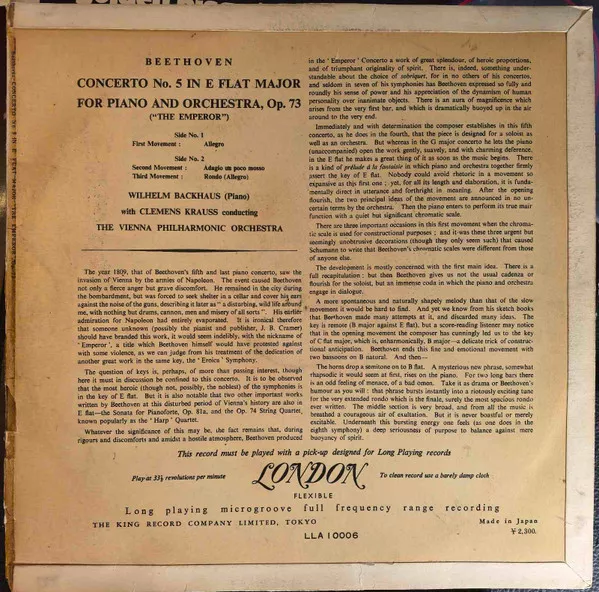 BEETHOVEN
CONCERTO No. 5 IN E FLAT MAJOR
FOR PIANO AND ORCHESTRA, Op. 73
("THE EMPEROR")
Side No. 1
First Movement : Allegro
Side No. 2
Second Movement : Adagio un poco mosso
Third Movement : Rondo (Allegro)
WILHELM BACKHAUS (Piano)
with CLEMENS KRAUSS conducting
THE VIENNA PHILHARMONIC ORCHESTRA
The year 1809, that of Beethoven's fifth and last piano concerto, saw the
invasion of Vienna by the armies of Napoleon. The event caused Beethoven
not only a fierce anger but grave discomfort. He remained in the city during
the bombardment, but was forced to seek shelter in a cellar and cover his ears
against the noise of the guns, describing it later as "a disturbing, wild life around
me, with nothing but drums, cannons, men and misery of all sorts". His earlier
admiration for Napoleon had entirely evaporated. It is ironical therefore
that someone unknown (possibly the pianist and publisher, J. B. Cramer)
should have branded this work, it would seem indelibly, with the nickname of
'Emperor', a title which Beethoven himself would have protested against
with some violence, as we can judge from his treatment of the dedication of
another great work in the same key, the 'Eroica' Symphony.
The question of keys is, perhaps, of more than passing interest, though
here it must in discussion be confined to this concerto. It is to be observed
that the most heroic (though not, possibly, the noblest) of the symphonies is
in the key of E flat. But it is also notable that two other important works
written by Beethoven at this disturbed period of Vienna's history are also in
E flat—the Sonata for Pianoforte, Op. 81a, and the Op. 74 String Quartet,
known popularly as the 'Harp' Quartet.
Whatever the significance of this may be, the fact remains that, during
rigours and discomforts and amidst a hostile atmosphere, Beethoven produced
in the 'Emperor' Concerto a work of great splendour, of heroic proportions,
and of triumphant originality of spirit. There is, indeed, something under-
standable about the choice of sobriquet, for in no others of his concertos,
and seldom in seven of his symphonies has Beethoven expressed so fully and
roundly his sense of power and his appreciation of the dynamism of human
personality over inanimate objects. There is an aura of magnificence which
arises from the very first bar, and which is dramatically buoyed up in the air
around to the very end.
Immediately and with determination the composer establishes in this fifth
concerto, as he does in the fourth, that the piece is designed for a soloist as
well as an orchestra. But whereas in the G major concerto he lets the piano
(unaccompanied) open the work gently, suavely, and with charming deference,
in the E flat he makes a great thing of it as soon as the music begins. There
is a kind of prélude à la fantaisie in which piano and orchestra together firmly
assert the key of E flat. Nobody could avoid rhetoric in a movement so
expansive as this first one ; yet, for all its length and elaboration, it is funda-
mentally direct in utterance and forthright in meaning. After the opening
flourish, the two principal ideas of the movement are announced in no un-
certain terms by the orchestra. Then the piano enters to perform its true main
function with a quiet but significant chromatic scale.
There are three important occasions in this first movement when the chroma-
tic scale is used for constructional purposes ; and it was these three urgent but
seemingly unobtrusive decorations (though they only seem such) that caused
Schumann to write that Beethoven's chromatic scales were different from those
of anyone else.
The development is mostly concerned with the first main idea. There is a
full recapitulation : but then Beethoven gives us not the usual cadenza or
flourish for the soloist, but an immense coda in which the piano and orchestra
engage in dialogue.
A more spontaneous and naturally shapely melody than that of the slow
movement it would be hard to find. And yet we know from his sketch books
that Beethoven made many attempts at it, and discarded many ideas. The
key is remote (B major against E flat), but a score-reading listener may notice
that in the opening movement the composer has cunningly led us to the key
of C flat major, which is, enharmonically, B major—a delicate trick of construc-
tional anticipation. Beethoven ends this fine and emotional movement with
two bassoons on B natural. And then—
The horns drop a semitone on to B flat. A mysterious new phrase, somewhat
rhapsodic it would seem at first, rises on the piano. For two long bars there
is an odd feeling of menace, of a bad omen. Take it as drama or Beethoven's
humour as you will : that phrase bursts instantly into a riotously exciting tune
for the very extended rondo which is the finale, surely the most spacious rondo
ever written. The middle section is very broad, and from all the music is
breathed a courageous air of exaltation. But it is never boastful or merely
excitable. Underneath this bursting energy one feels (as one does in the
eighth symphony) a deep seriousness of purpose to balance against mere
buoyancy of spirit.
This record must be played with a pick-up designed for Long Playing records
Play at 33⅓ revolutions per minute
LONDON
To clean record use a barely damp cloth
FLEXIBLE
Long playing microgroove full frequency range recording
THE KING RECORD COMPANY LIMITED, TOKYO
Made in Japan
¥2,300.
LLA 10006